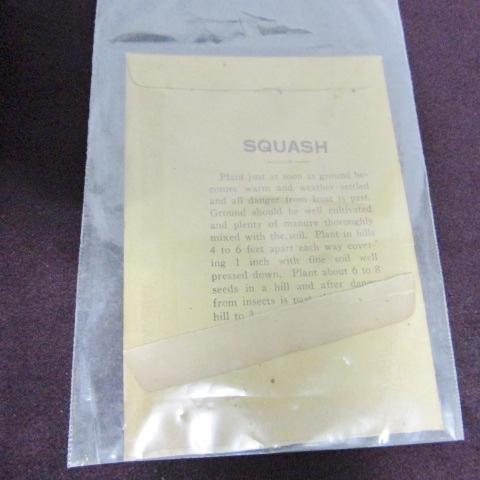 SQUASH
Plant just as soon as ground be-
comes warm and weather settled
and all danger from frost is past.
Ground should be well cultivated
and plenty of manure thoroughly
mixed with the soil. Plant in hills
4 to 6 feet apart each way cover-
ing 1 inch with fine soil well
pressed down. Plant about 6 to 8
seeds in a hill and after
from insects is past
hill to